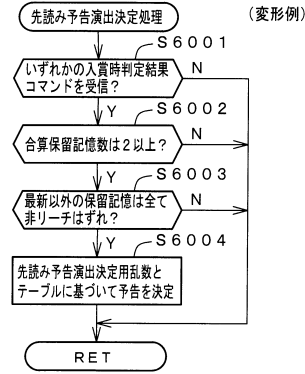 先読み予告演出決定処理
(変形例)
S6001
いずれかの入賞時判定結果
コマンドを受信?
N
Y
S6002
合算保留記憶数は2以上?
N
Y
S6003
最新以外の保留記憶は全て
非リーチはずれ?
N
Y
S6004
先読み予告演出決定用乱数と
テーブルに基づいて予告を決定
RET